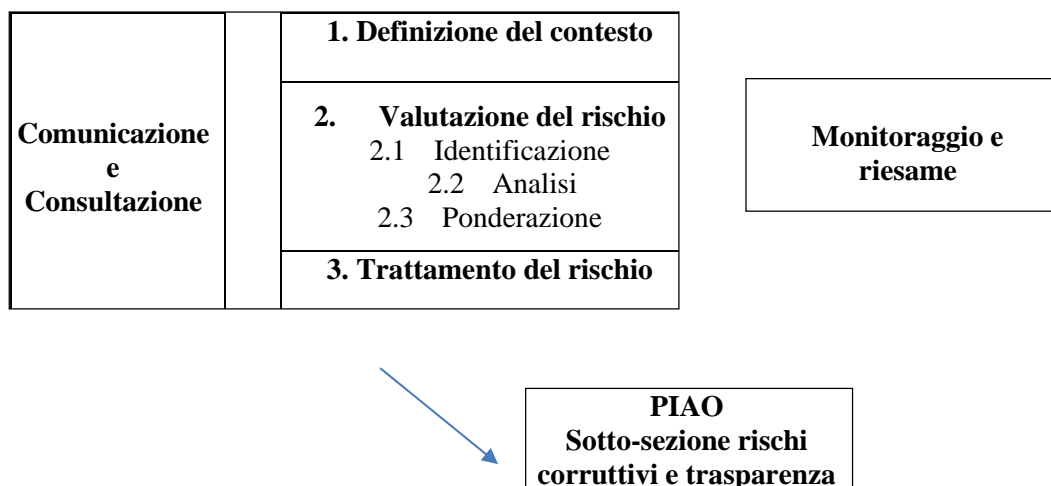 Comunicazione
e
Consultazione
1. Definizione del contesto
2. Valutazione del rischio
2.1 Identificazione
2.2 Analisi
2.3 Ponderazione
3. Trattamento del rischio
Monitoraggio e
riesame
PIAO
Sotto-sezione rischi
corruttivi e trasparenza